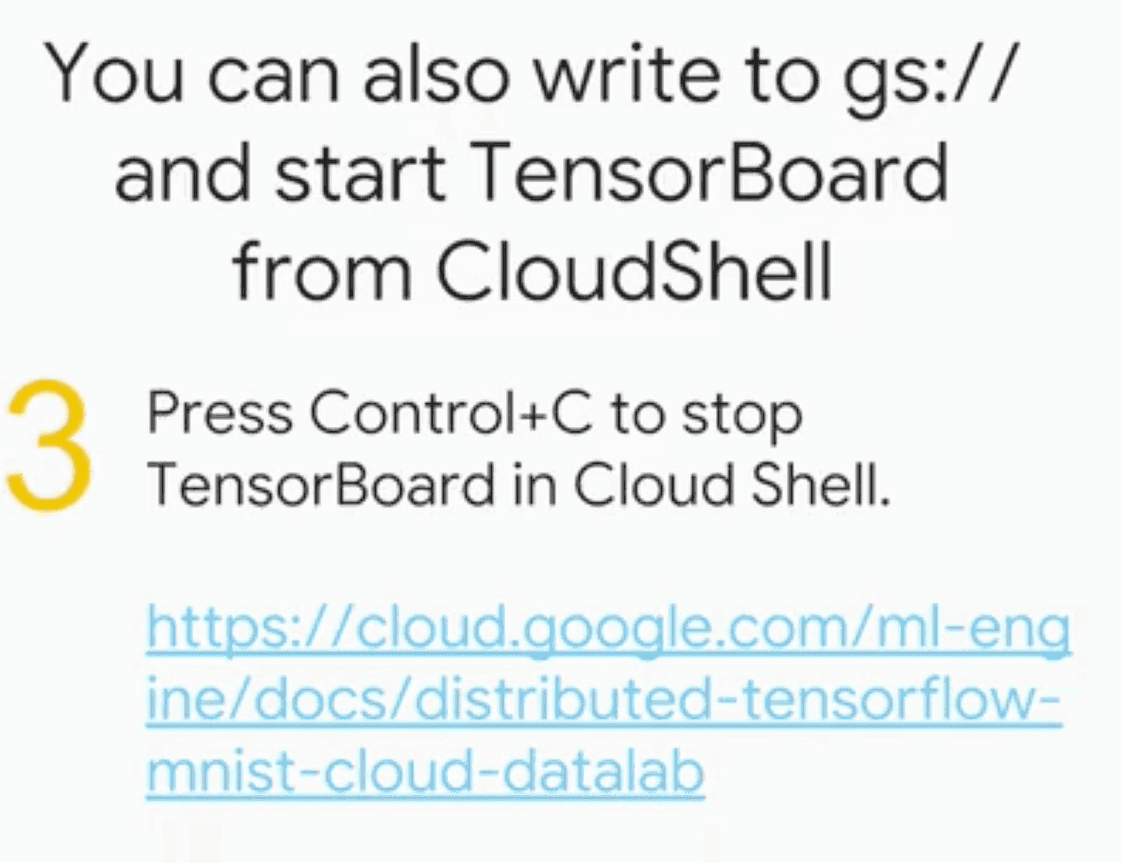 You can also write to gs://
and start TensorBoard
from CloudShell
3
Press Control+C to stop
TensorBoard in Cloud Shell.
https://cloud.google.com/ml-eng
ine/docs/distributed-tensorflow-
mnist-cloud-datalab